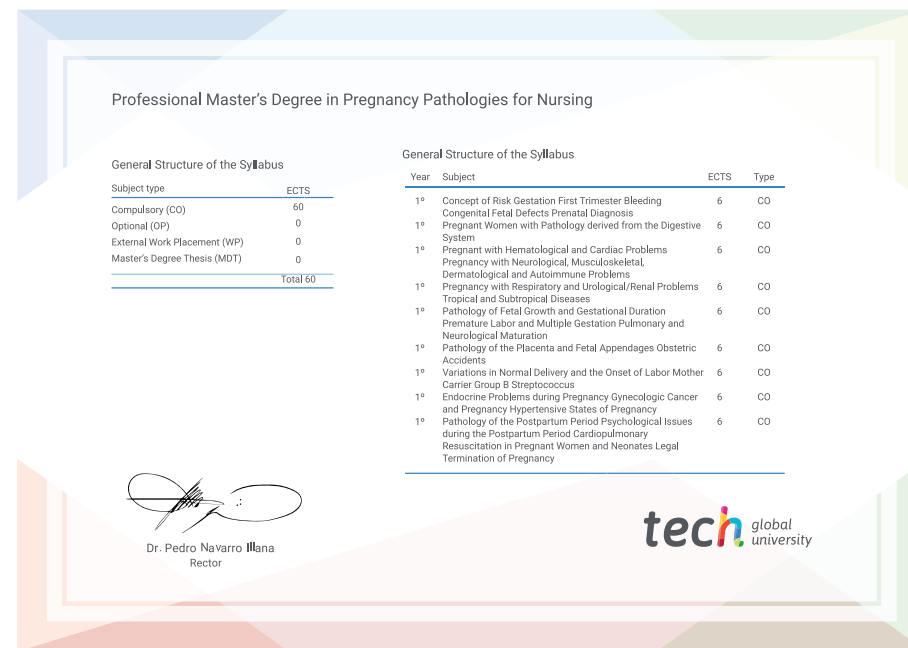 Professional Master's Degree in Pregnancy Pathologies for Nursing
General Structure of the Syllabus
Subject type ECTS
Compulsory (CO) 60
Optional (OP) 0
External Work Placement (WP) 0
Master's Degree Thesis (MDT) 0
Total 60
General Structure of the Syllabus
Year Subject ECTS Type
1º Concept of Risk Gestation First Trimester Bleeding 6 CO
Congenital Fetal Defects Prenatal Diagnosis
1º Pregnant Women with Pathology derived from the Digestive 6 CO
System
1º Pregnant with Hematological and Cardiac Problems 6 CO
Pregnancy with Neurological, Musculoskeletal,
Dermatological and Autoimmune Problems
1º Pregnancy with Respiratory and Urological/Renal Problems 6 CO
Tropical and Subtropical Diseases
1º Pathology of Fetal Growth and Gestational Duration 6 CO
Premature Labor and Multiple Gestation Pulmonary and
Neurological Maturation
1º Pathology of the Placenta and Fetal Appendages Obstetric 6 CO
Accidents
1º Variations in Normal Delivery and the Onset of Labor Mother 6 CO
Carrier Group B Streptococcus
1º Endocrine Problems during Pregnancy Gynecologic Cancer 6 CO
and Pregnancy Hypertensive States of Pregnancy
1º Pathology of the Postpartum Period Psychological Issues 6 CO
during the Postpartum Period Cardiopulmonary
Resuscitation in Pregnant Women and Neonates Legal
Termination of Pregnancy
Dr. Pedro Navarro Illana
Rector
tech global
university